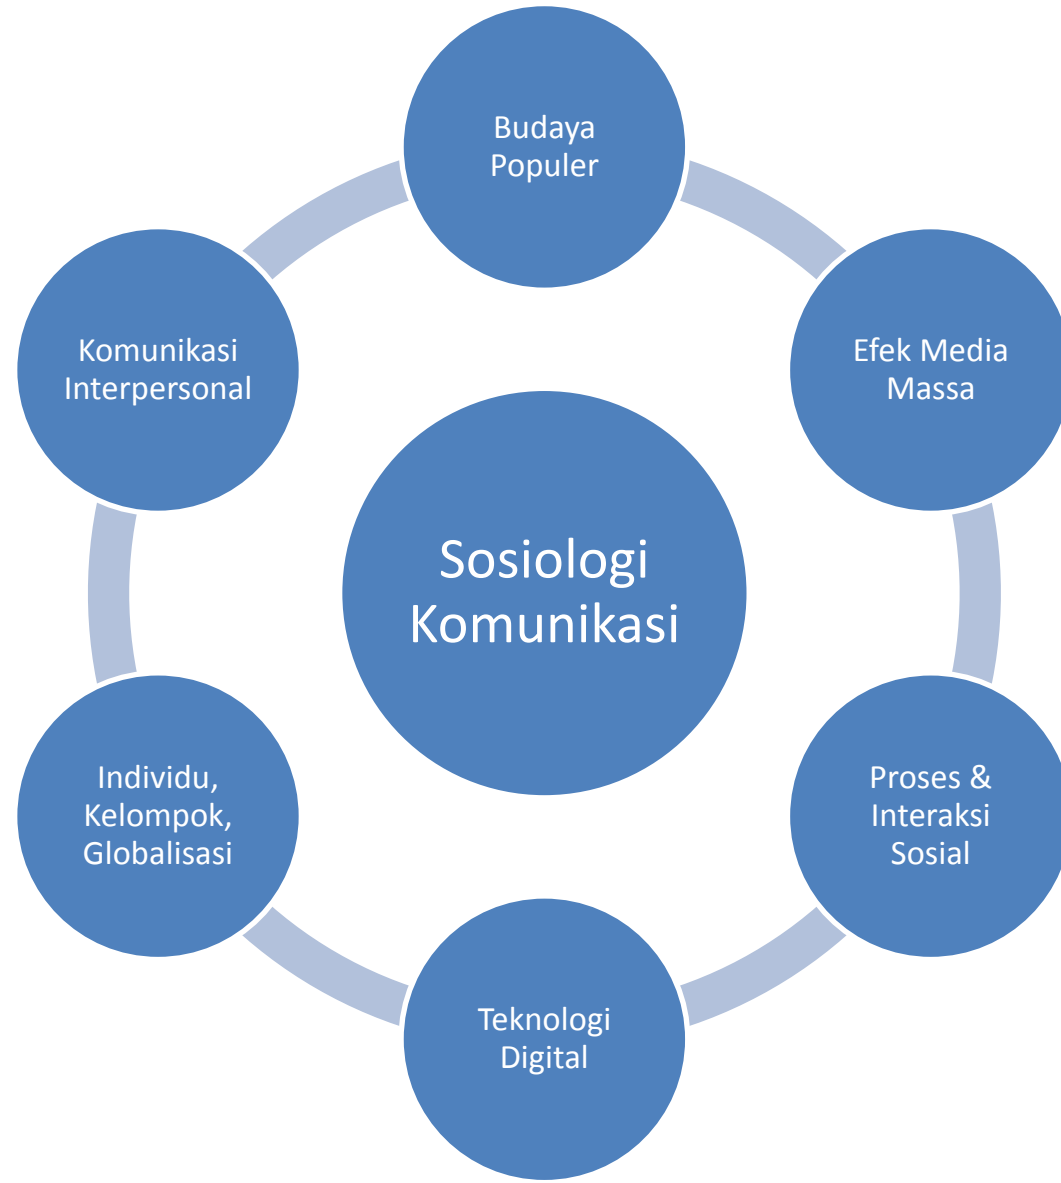 Budaya
Populer
Efek Media
Massa
Proses &
Interaksi
Sosial
Teknologi
Digital
Individu,
Kelompok,
Globalisasi
Komunikasi
Interpersonal
Sosiologi
Komunikasi